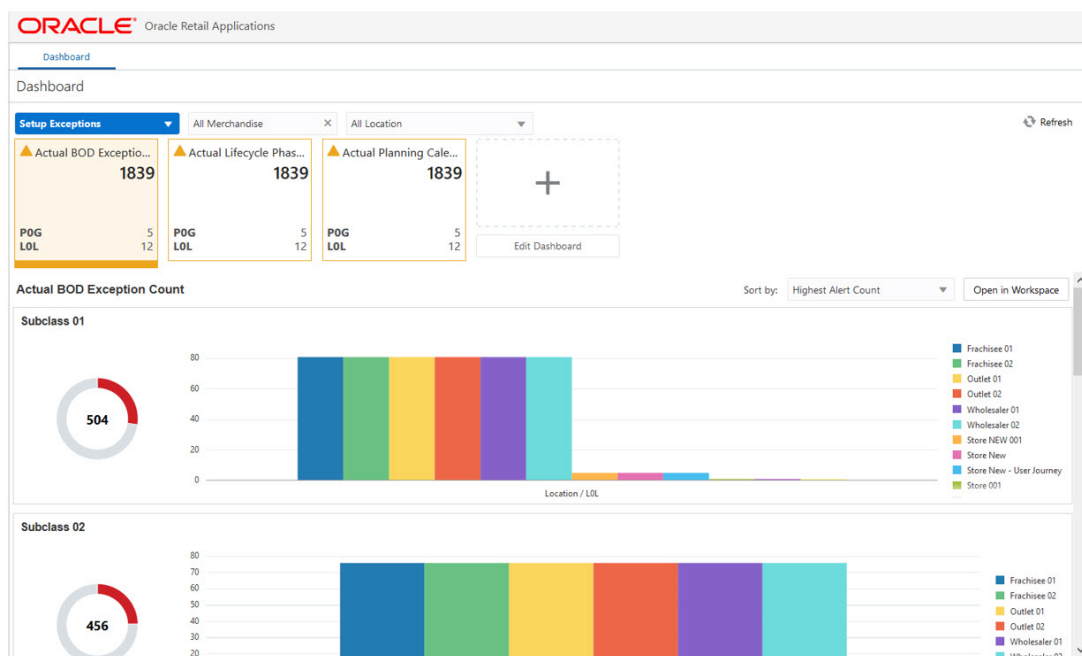 ORACLE® Oracle Retail Applications
Dashboard
Dashboard
Setup Exceptions All Merchandise × All Location Refresh
Actual BOD Exceptio... Actual Lifecycle Phas... Actual Planning Cale...
1839 1839 1839
P0G 5 P0G 5 P0G 5
L0L 12 L0L 12 L0L 12 Edit Dashboard
Actual BOD Exception Count Sort by: Highest Alert Count Open in Workspace
Subclass 01
504
80
60
40
20
0
Location / L0L
Frachisee 01
Frachisee 02
Outlet 01
Outlet 02
Wholesaler 01
Wholesaler 02
Store NEW 001
Store New
Store New - User Journey
Store 001
Subclass 02
456
80
70
60
50
40
30
20
Frachisee 01
Frachisee 02
Outlet 01
Outlet 02
Wholesaler 01
Wholesaler 02